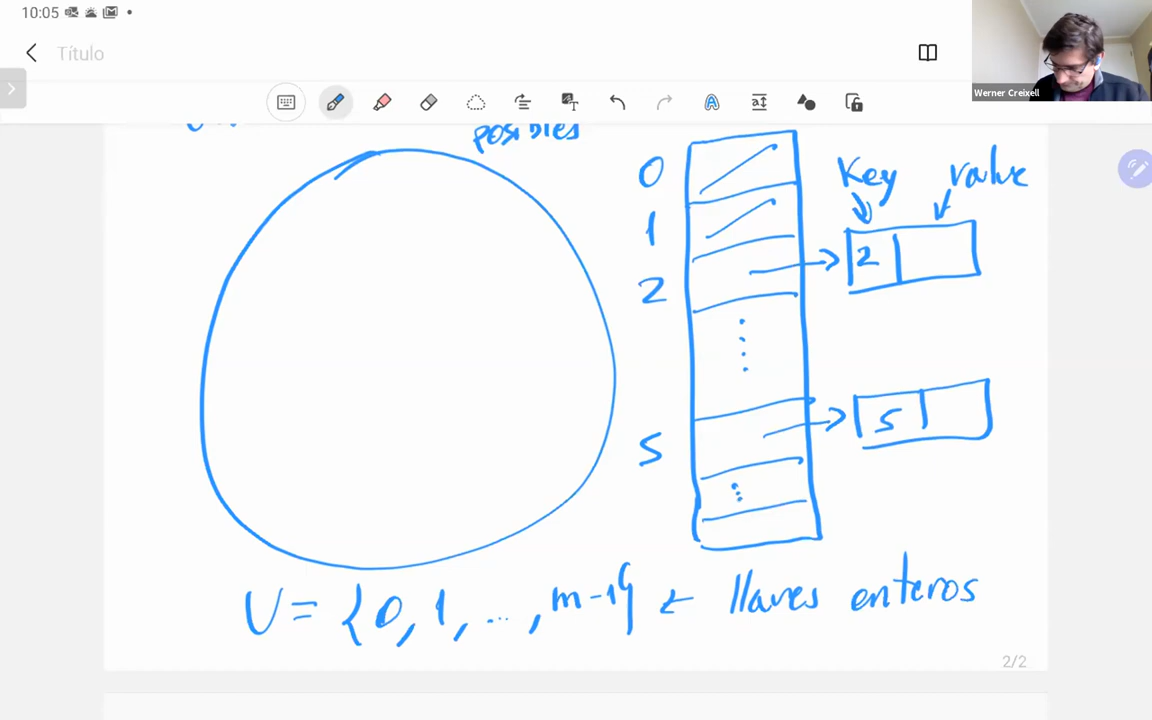 10:05
Título
Werner Creixell
posibles
0
1
2
5
Key value
2
5
U = {0, 1, ..., m-1} ← llaves enteros
2/2